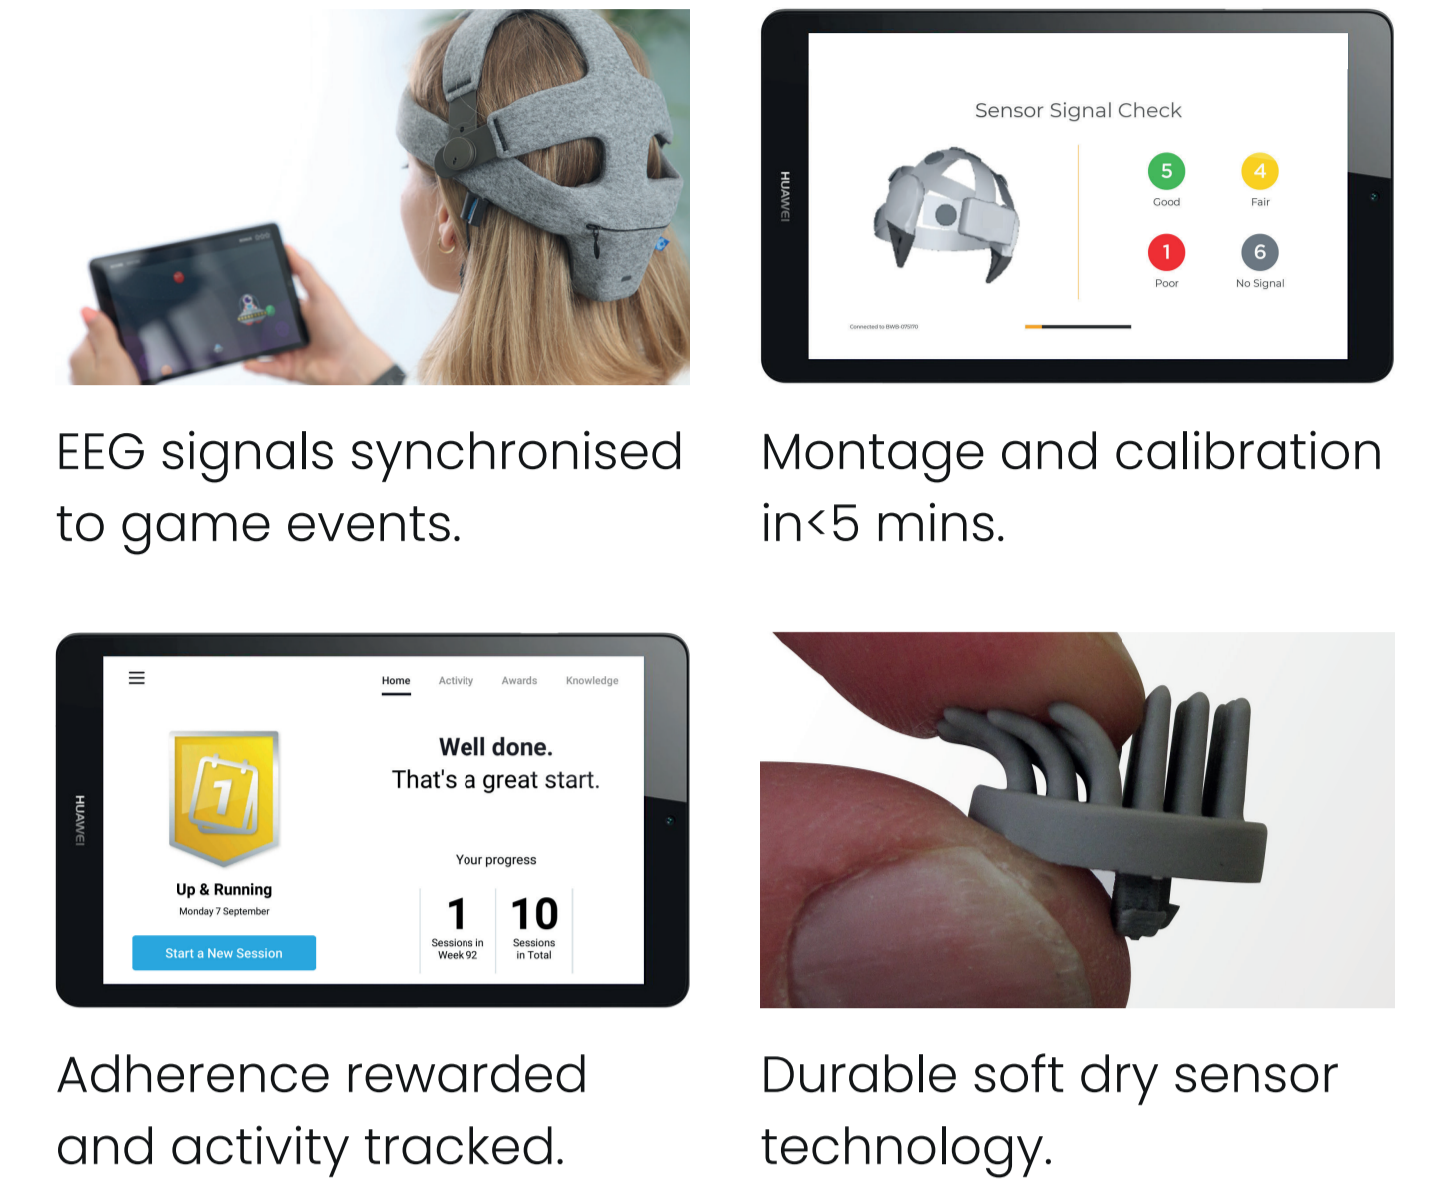 HUAWEI
Sensor Signal Check
5
Good
4
Fair
1
Poor
6
No Signal
EEG signals synchronised
to game events.
Montage and calibration
in<5 mins.
HUAWEI
Home
Activity
Awards
Knowledge
1
Up & Running
Monday 7 September
Start a New Session
Well done.
That's a great start.
Your progress
1
Sessions in
Week 92
10
Sessions
in Total
Adherence rewarded
and activity tracked.
Durable soft dry sensor
technology.